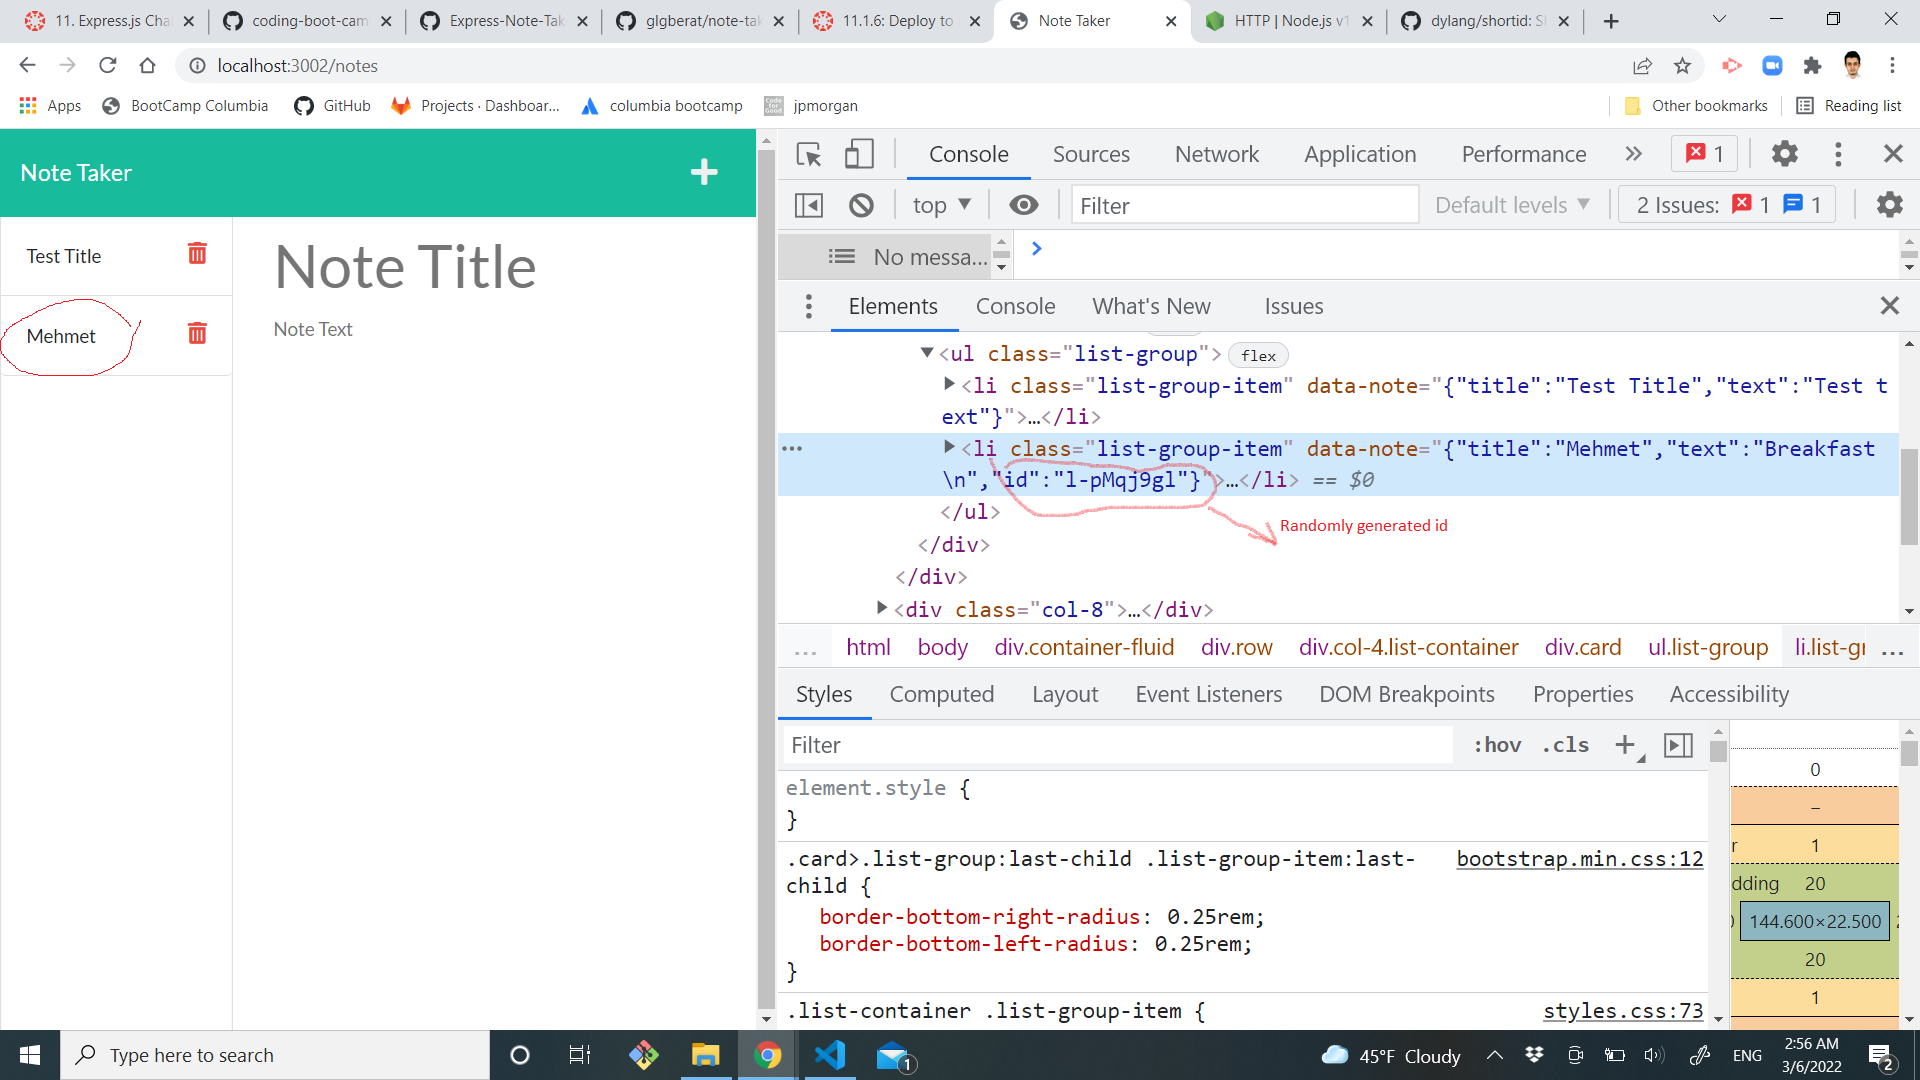 11. Express.js Cha
coding-boot-cam
Express-Note-Tak
glgberat/note-tak
11.1.6: Deploy to
Note Taker
HTTP | Node.js v1
dylang/shortid: S
localhost:3002/notes
Apps
BootCamp Columbia
GitHub
Projects · Dashboar...
columbia bootcamp
jpmorgan
Other bookmarks
Reading list
Note Taker
Test Title
Mehmet
Note Title
Note Text
Console
Sources
Network
Application
Performance
1
top
Filter
Default levels
2 Issues:
1
1
No messa...
Elements
Console
What's New
Issues
<ul class="list-group">
flex
<li class="list-group-item" data-note="{"title":"Test Title","text":"Test t
ext"}">…</li>
<li class="list-group-item" data-note="{"title":"Mehmet","text":"Breakfast
\n","id":"l-pMqj9gl"}">…</li> == $0
</ul>
Randomly generated id
</div>
</div>
<div class="col-8">…</div>
...
html
body
div.container-fluid
div.row
div.col-4.list-container
div.card
ul.list-group
li.list-gr
...
Styles
Computed
Layout
Event Listeners
DOM Breakpoints
Properties
Accessibility
Filter
:hov
.cls
element.style {
}
.card>.list-group:last-child .list-group-item:last-
child {
bootstrap.min.css:12
border-bottom-right-radius: 0.25rem;
border-bottom-left-radius: 0.25rem;
}
.list-container .list-group-item {
styles.css:73
0
–
r
1
dding
20
144.600×22.500
20
1
Type here to search
1
45°F Cloudy
ENG
2:56 AM
3/6/2022
2